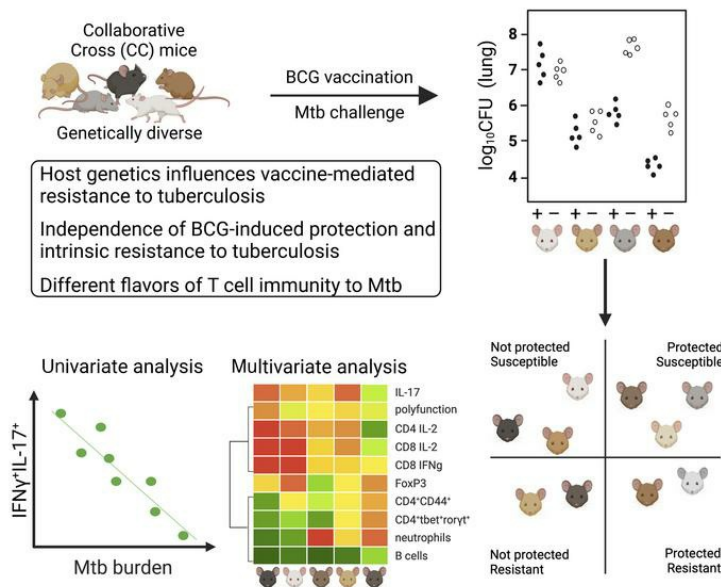 Collaborative
Cross (CC) mice
Genetically diverse
BCG vaccination
Mtb challenge
log₁₀CFU (lung)
8
7
6
5
4
+ − + − + − + −
Host genetics influences vaccine-mediated
resistance to tuberculosis
Independence of BCG-induced protection and
intrinsic resistance to tuberculosis
Different flavors of T cell immunity to Mtb
Univariate analysis
IFNγ⁺IL-17⁺
Mtb burden
Multivariate analysis
IL-17
polyfunction
CD4 IL-2
CD8 IL-2
CD8 IFNg
FoxP3
CD4⁺CD44⁺
CD4⁺tbet⁺rorγt⁺
neutrophils
B cells
Not protected
Susceptible
Protected
Susceptible
Not protected
Resistant
Protected
Resistant